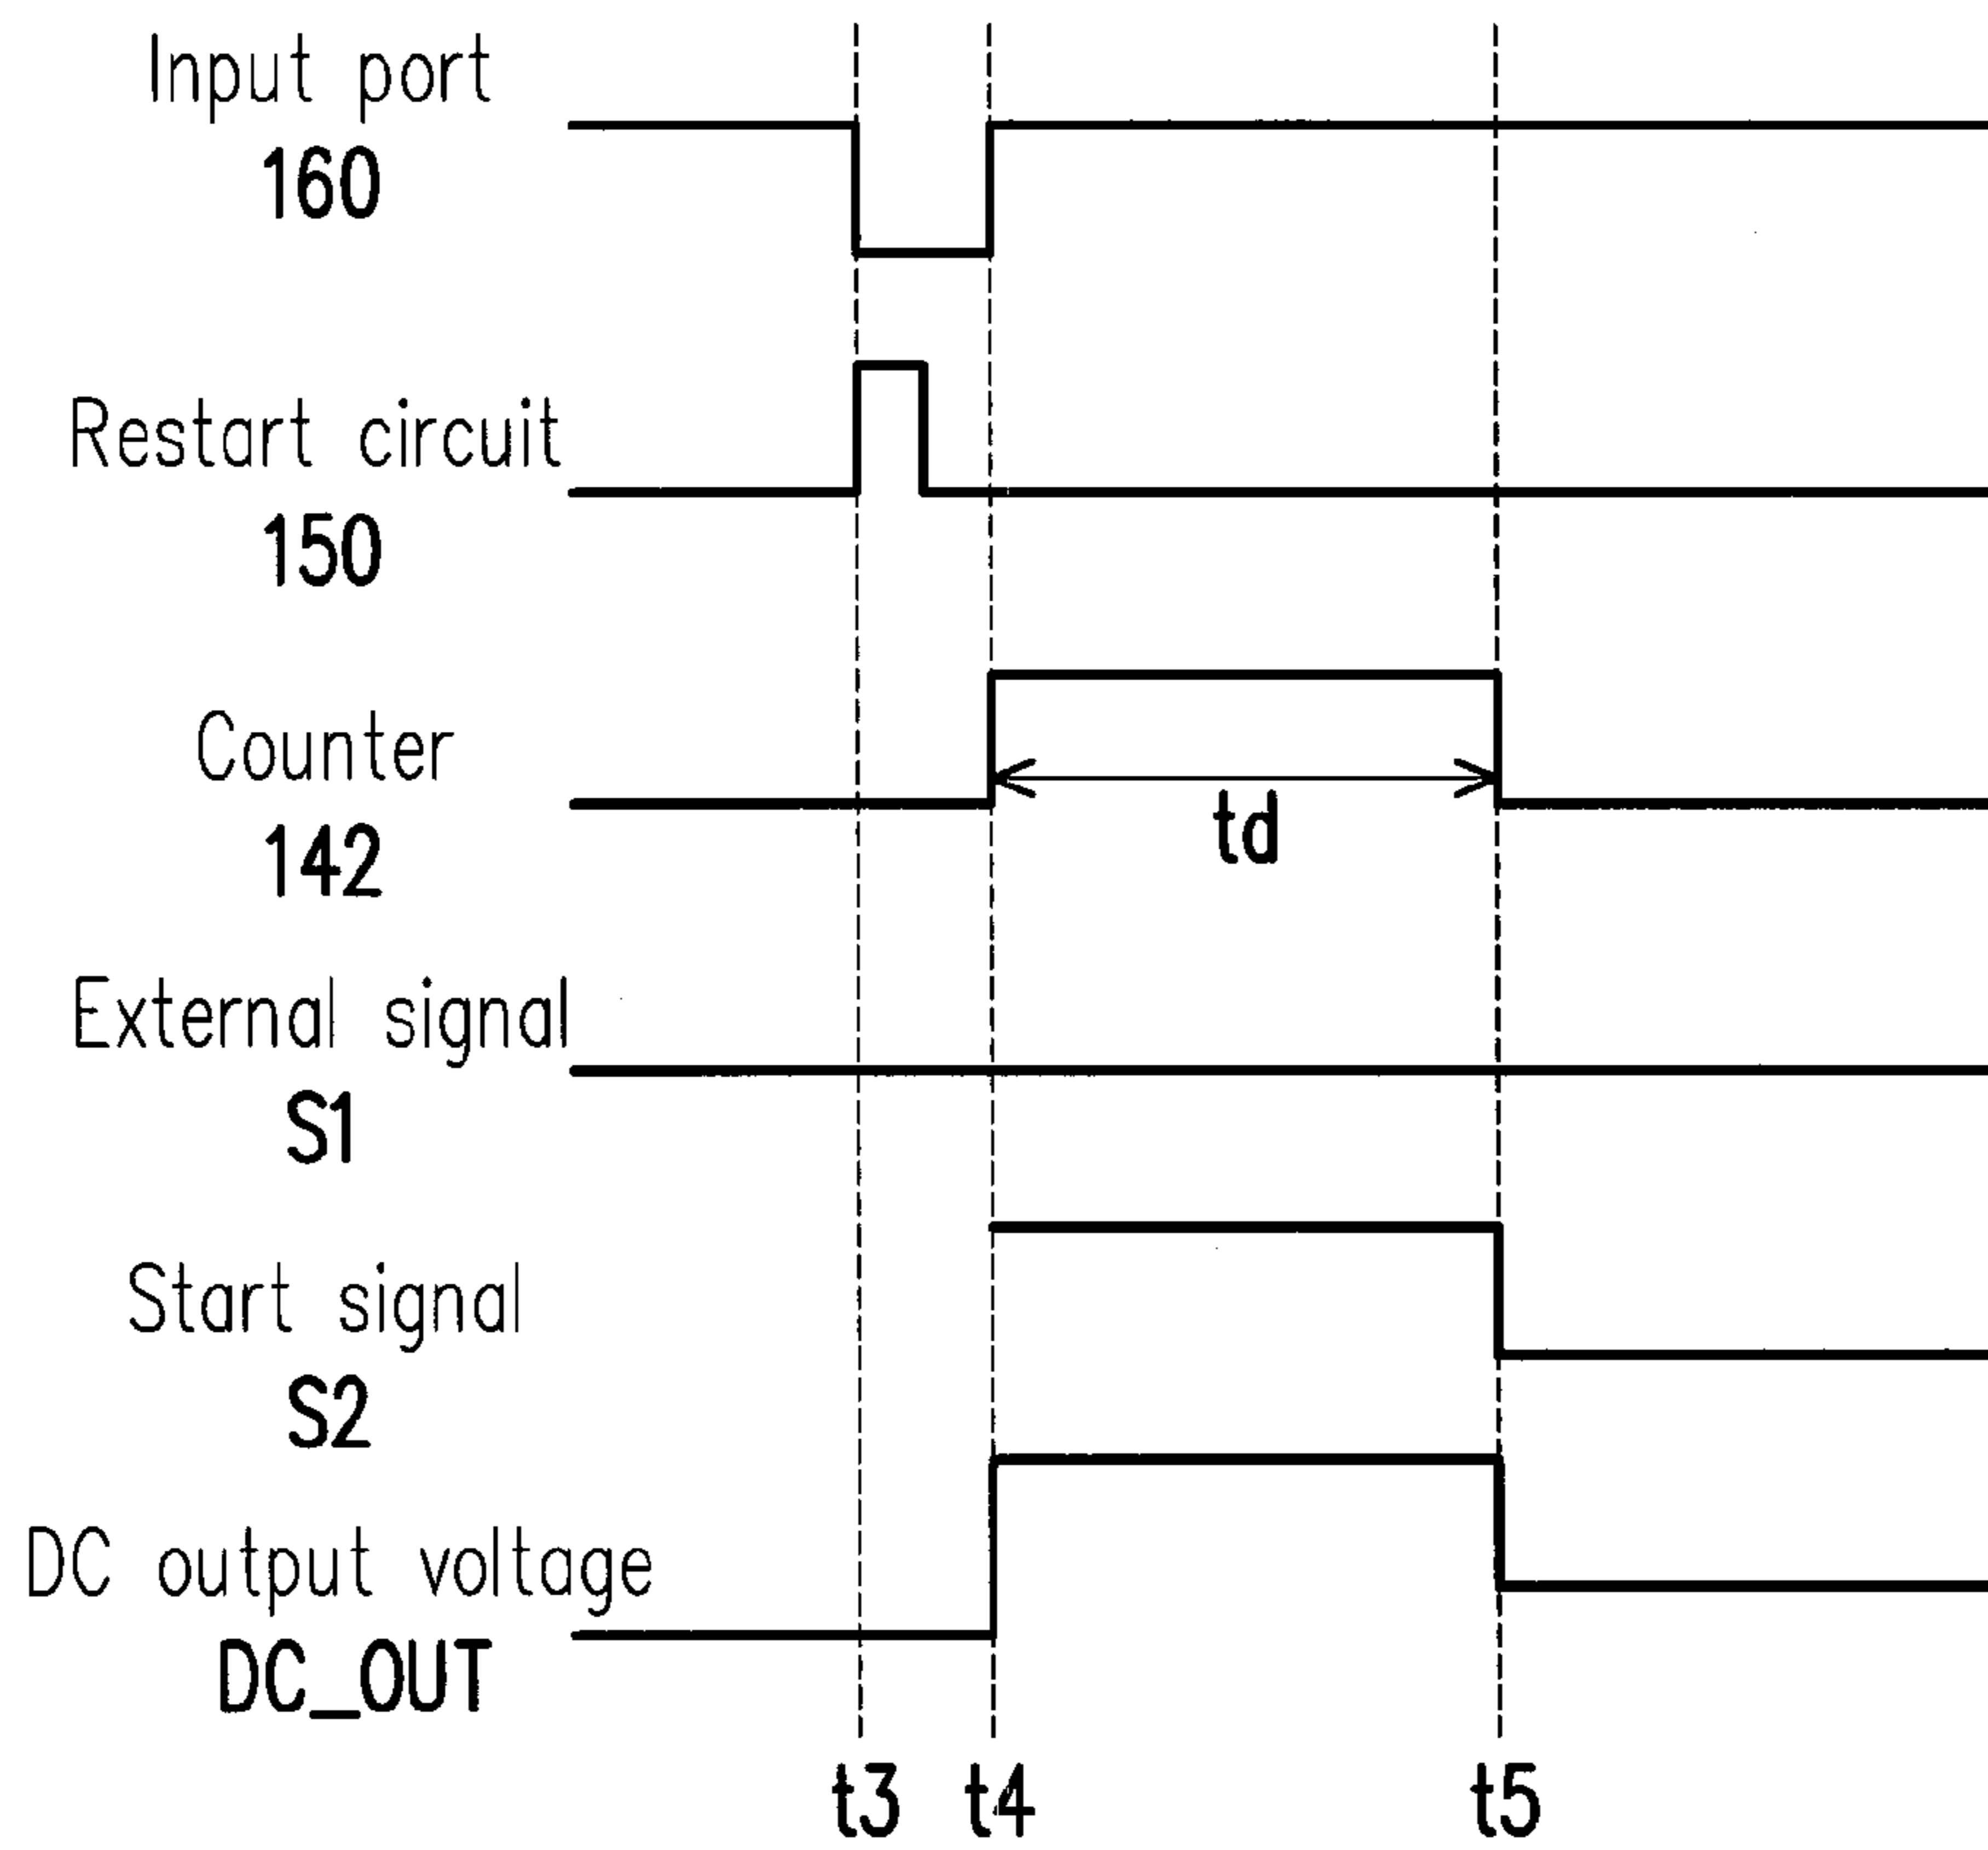 Input port
160
Restart circuit
150
Counter
142
td
External signal
S1
Start signal
S2
DC output voltage
DC_OUT
t3 t4 t5